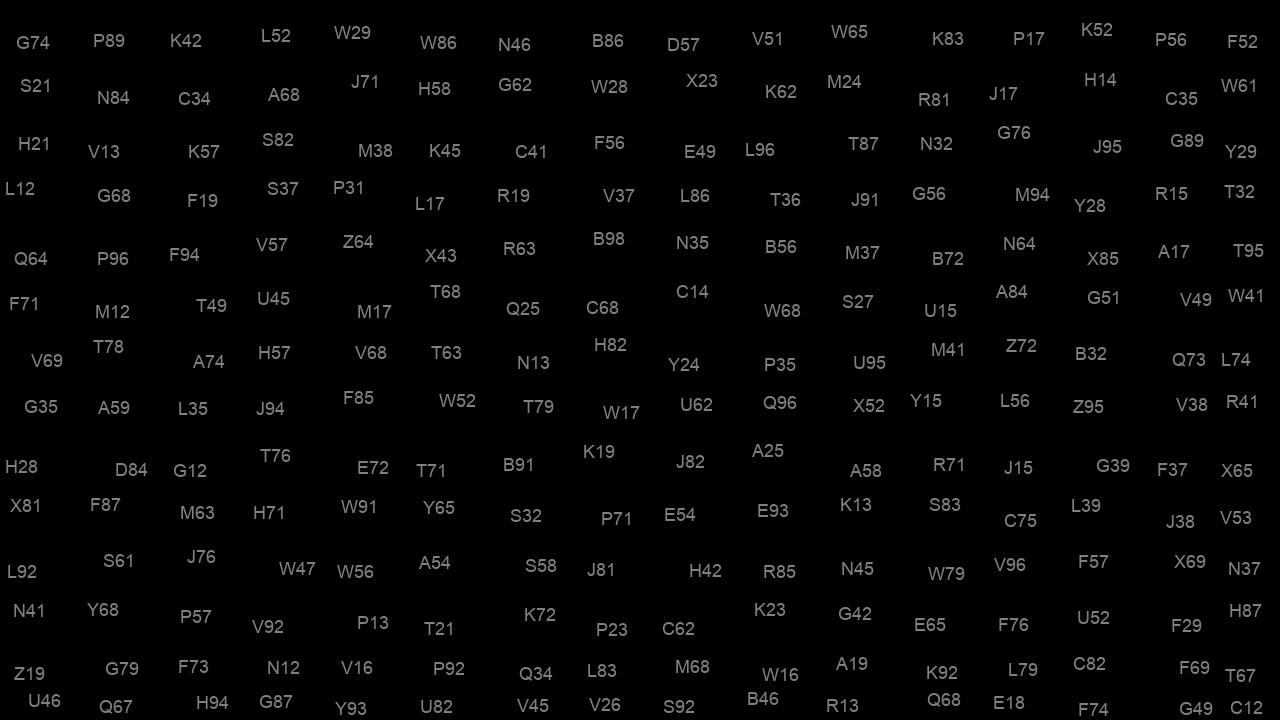 G74 P89 K42 L52 W29 W86 N46 B86 D57 V51 W65 K83 P17 K52 P56 F52
S21 N84 C34 A68 J71 H58 G62 W28 X23 K62 M24 R81 J17 H14 C35 W61
H21 V13 K57 S82 M38 K45 C41 F56 E49 L96 T87 N32 G76 J95 G89 Y29
L12 G68 F19 S37 P31 L17 R19 V37 L86 T36 J91 G56 M94 Y28 R15 T32
Q64 P96 F94 V57 Z64 X43 R63 B98 N35 B56 M37 B72 N64 X85 A17 T95
F71 M12 T49 U45 M17 T68 Q25 C68 C14 W68 S27 U15 A84 G51 V49 W41
V69 T78 A74 H57 V68 T63 N13 H82 Y24 P35 U95 M41 Z72 B32 Q73 L74
G35 A59 L35 J94 F85 W52 T79 W17 U62 Q96 X52 Y15 L56 Z95 V38 R41
H28 D84 G12 T76 E72 T71 B91 K19 J82 A25 A58 R71 J15 G39 F37 X65
X81 F87 M63 H71 W91 Y65 S32 P71 E54 E93 K13 S83 C75 L39 J38 V53
L92 S61 J76 W47 W56 A54 S58 J81 H42 R85 N45 W79 V96 F57 X69 N37
N41 Y68 P57 V92 P13 T21 K72 P23 C62 K23 G42 E65 F76 U52 F29 H87
Z19 G79 F73 N12 V16 P92 Q34 L83 M68 W16 A19 K92 L79 C82 F69 T67
U46 Q67 H94 G87 Y93 U82 V45 V26 S92 B46 R13 Q68 E18 F74 G49 C12